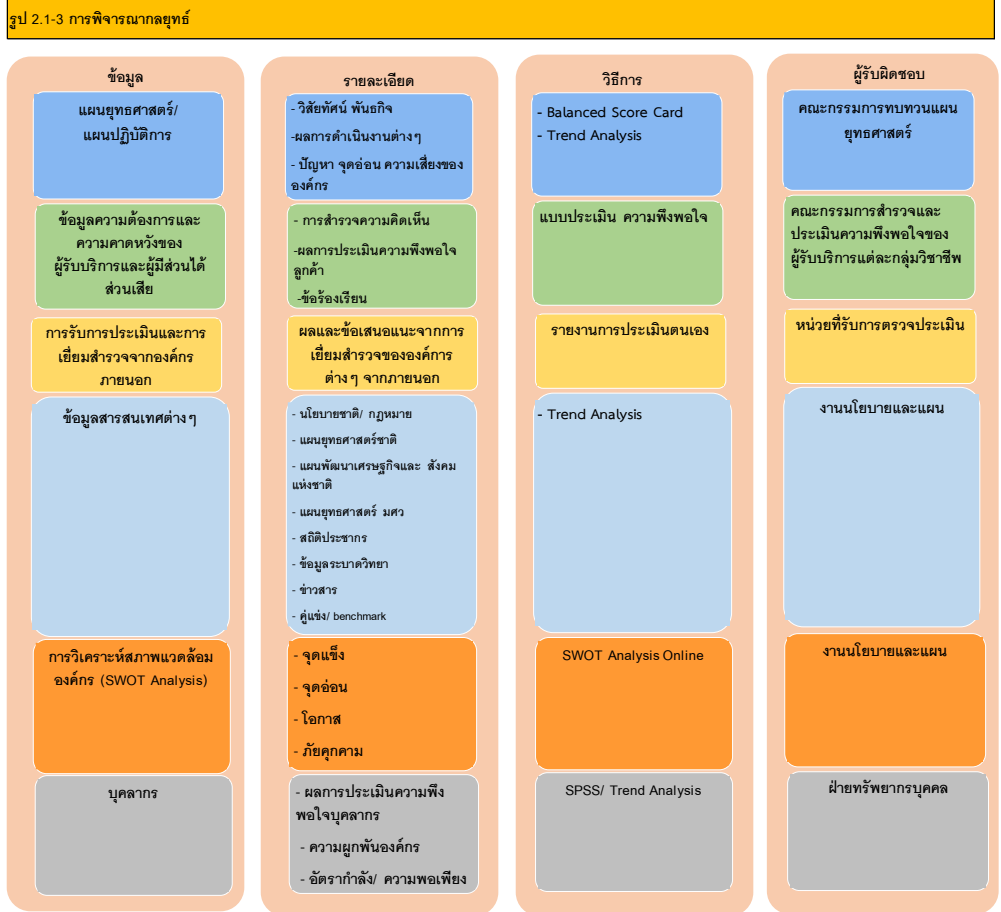 รูป 2.1-3 การพิจารณากลยุทธ์
ข้อมูล
แผนยุทธศาสตร์/
แผนปฏิบัติการ
ข้อมูลความต้องการและ
ความคาดหวังของ
ผู้รับบริการและผู้มีส่วนได้
ส่วนเสีย
การรับการประเมินและการ
เยี่ยมสำรวจจากองค์กร
ภายนอก
ข้อมูลสารสนเทศต่างๆ
การวิเคราะห์สภาพแวดล้อม
องค์กร (SWOT Analysis)
บุคลากร
รายละเอียด
- วิสัยทัศน์ พันธกิจ
-ผลการดำเนินงานต่างๆ
- ปัญหา จุดอ่อน ความเสี่ยงของ
องค์กร
- การสำรวจความคิดเห็น
-ผลการประเมินความพึงพอใจ
ลูกค้า
-ข้อร้องเรียน
ผลและข้อเสนอแนะจากการ
เยี่ยมสำรวจขององค์การ
ต่างๆ จากภายนอก
- นโยบายชาติ/ กฎหมาย
- แผนยุทธศาสตร์ชาติ
- แผนพัฒนาเศรษฐกิจและ สังคม
แห่งชาติ
- แผนยุทธศาสตร์ มศว
- สถิติประชากร
- ข้อมูลระบาดวิทยา
- ข่าวสาร
- คู่แข่ง/ benchmark
- จุดแข็ง
- จุดอ่อน
- โอกาส
- ภัยคุกคาม
- ผลการประเมินความพึง
พอใจบุคลากร
- ความผูกพันองค์กร
- อัตรากำลัง/ ความพอเพียง
วิธีการ
- Balanced Score Card
- Trend Analysis
แบบประเมิน ความพึงพอใจ
รายงานการประเมินตนเอง
- Trend Analysis
SWOT Analysis Online
SPSS/ Trend Analysis
ผู้รับผิดชอบ
คณะกรรมการทบทวนแผน
ยุทธศาสตร์
คณะกรรมการสำรวจและ
ประเมินความพึงพอใจของ
ผู้รับบริการแต่ละกลุ่มวิชาชีพ
หน่วยที่รับการตรวจประเมิน
งานนโยบายและแผน
งานนโยบายและแผน
ฝ่ายทรัพยากรบุคคล